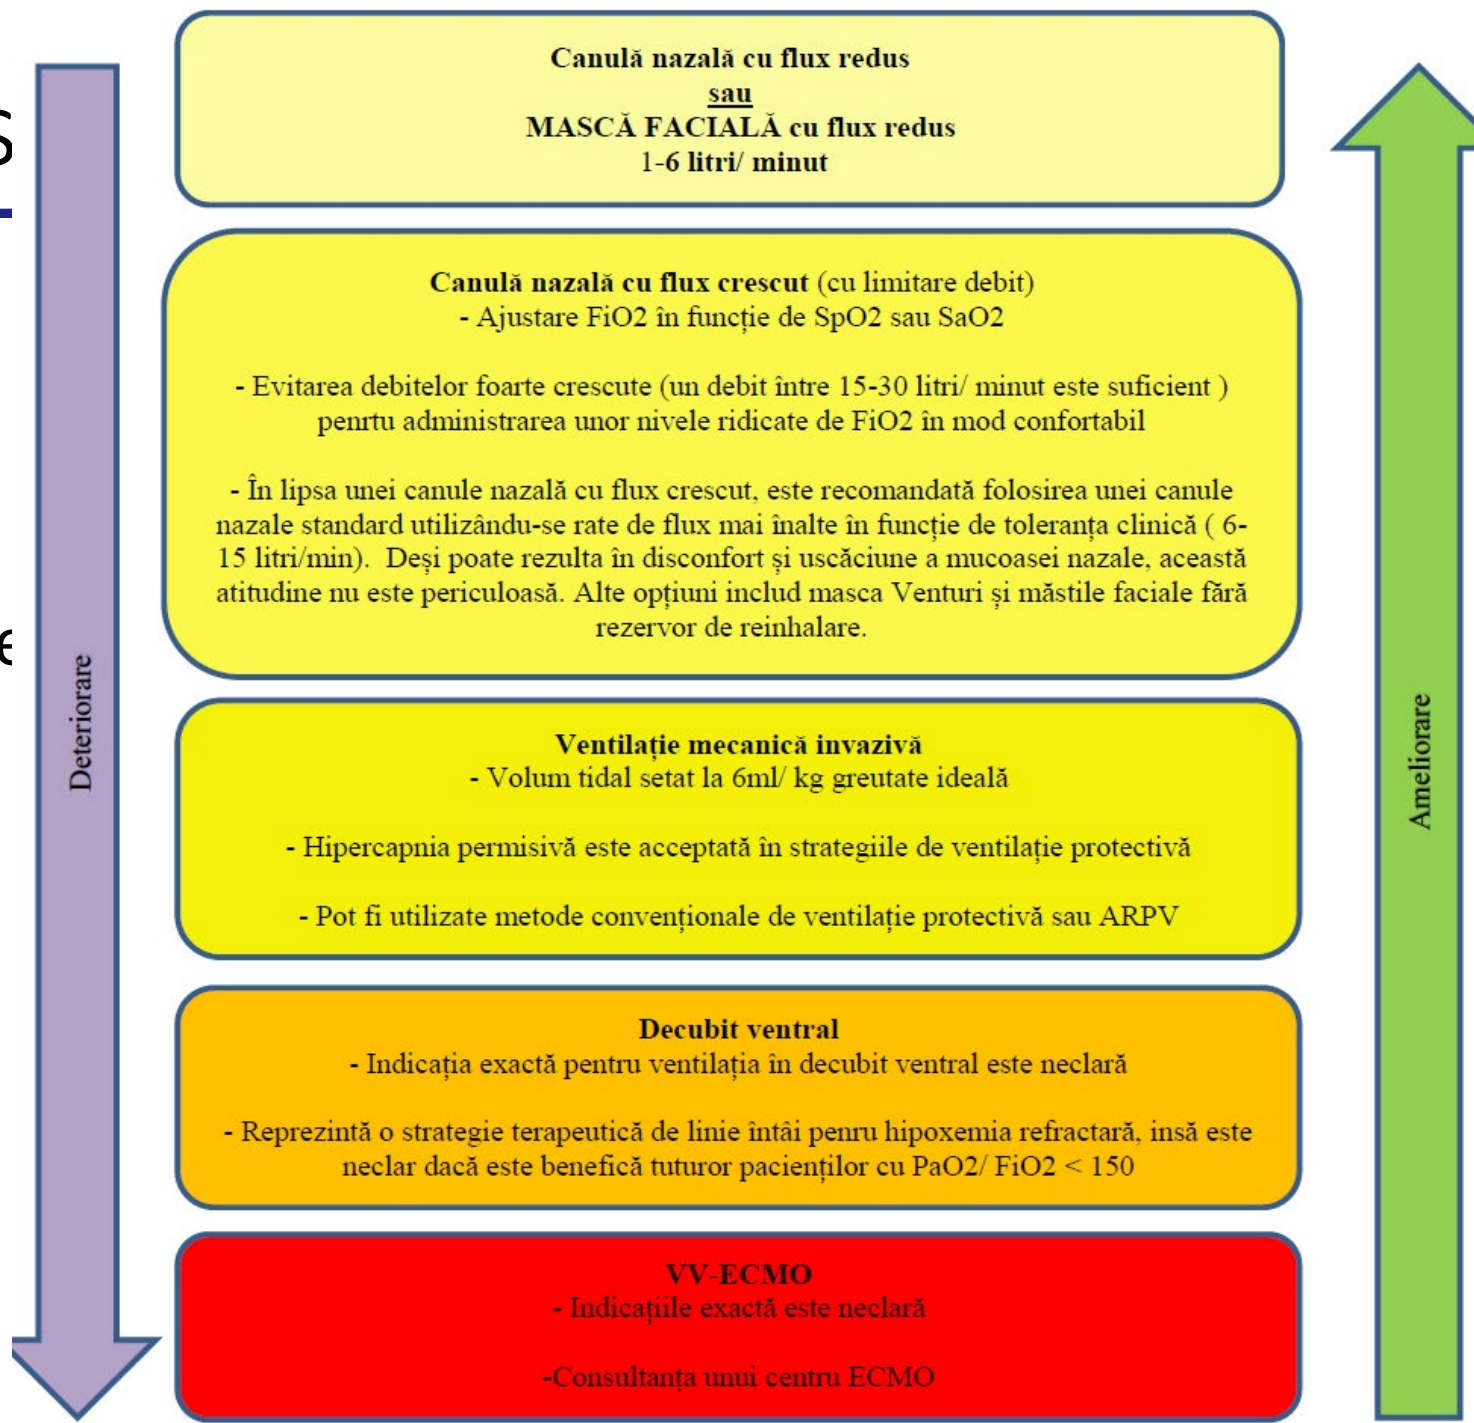 S
e
Deteriorare
Canulă nazală cu flux redus
sau
MASCĂ FACIALĂ cu flux redus
1-6 litri/ minut
Canulă nazală cu flux crescut (cu limitare debit)
- Ajustare FiO2 în funcție de SpO2 sau SaO2
- Evitarea debitelor foarte crescute (un debit între 15-30 litri/ minut este suficient )
penrtu administrarea unor nivele ridicate de FiO2 în mod confortabil
- În lipsa unei canule nazală cu flux crescut, este recomandată folosirea unei canule
nazale standard utilizându-se rate de flux mai înalte în funcție de toleranța clinică ( 6-
15 litri/min). Deși poate rezulta în disconfort și uscăciune a mucoasei nazale, această
atitudine nu este periculoasă. Alte opțiuni includ masca Venturi și măstile faciale fără
rezervor de reinhalare.
Ventilație mecanică invazivă
- Volum tidal setat la 6ml/ kg greutate ideală
- Hipercapnia permisivă este acceptată în strategiile de ventilație protectivă
- Pot fi utilizate metode convenționale de ventilație protectivă sau ARPV
Decubit ventral
- Indicația exactă pentru ventilația în decubit ventral este neclară
- Reprezintă o strategie terapeutică de linie întâi penru hipoxemia refractară, insă este
neclar dacă este benefică tuturor pacienților cu PaO2/ FiO2 < 150
VV-ECMO
- Indicațiile exactă este neclară
-Consultanța unui centru ECMO
Ameliorare